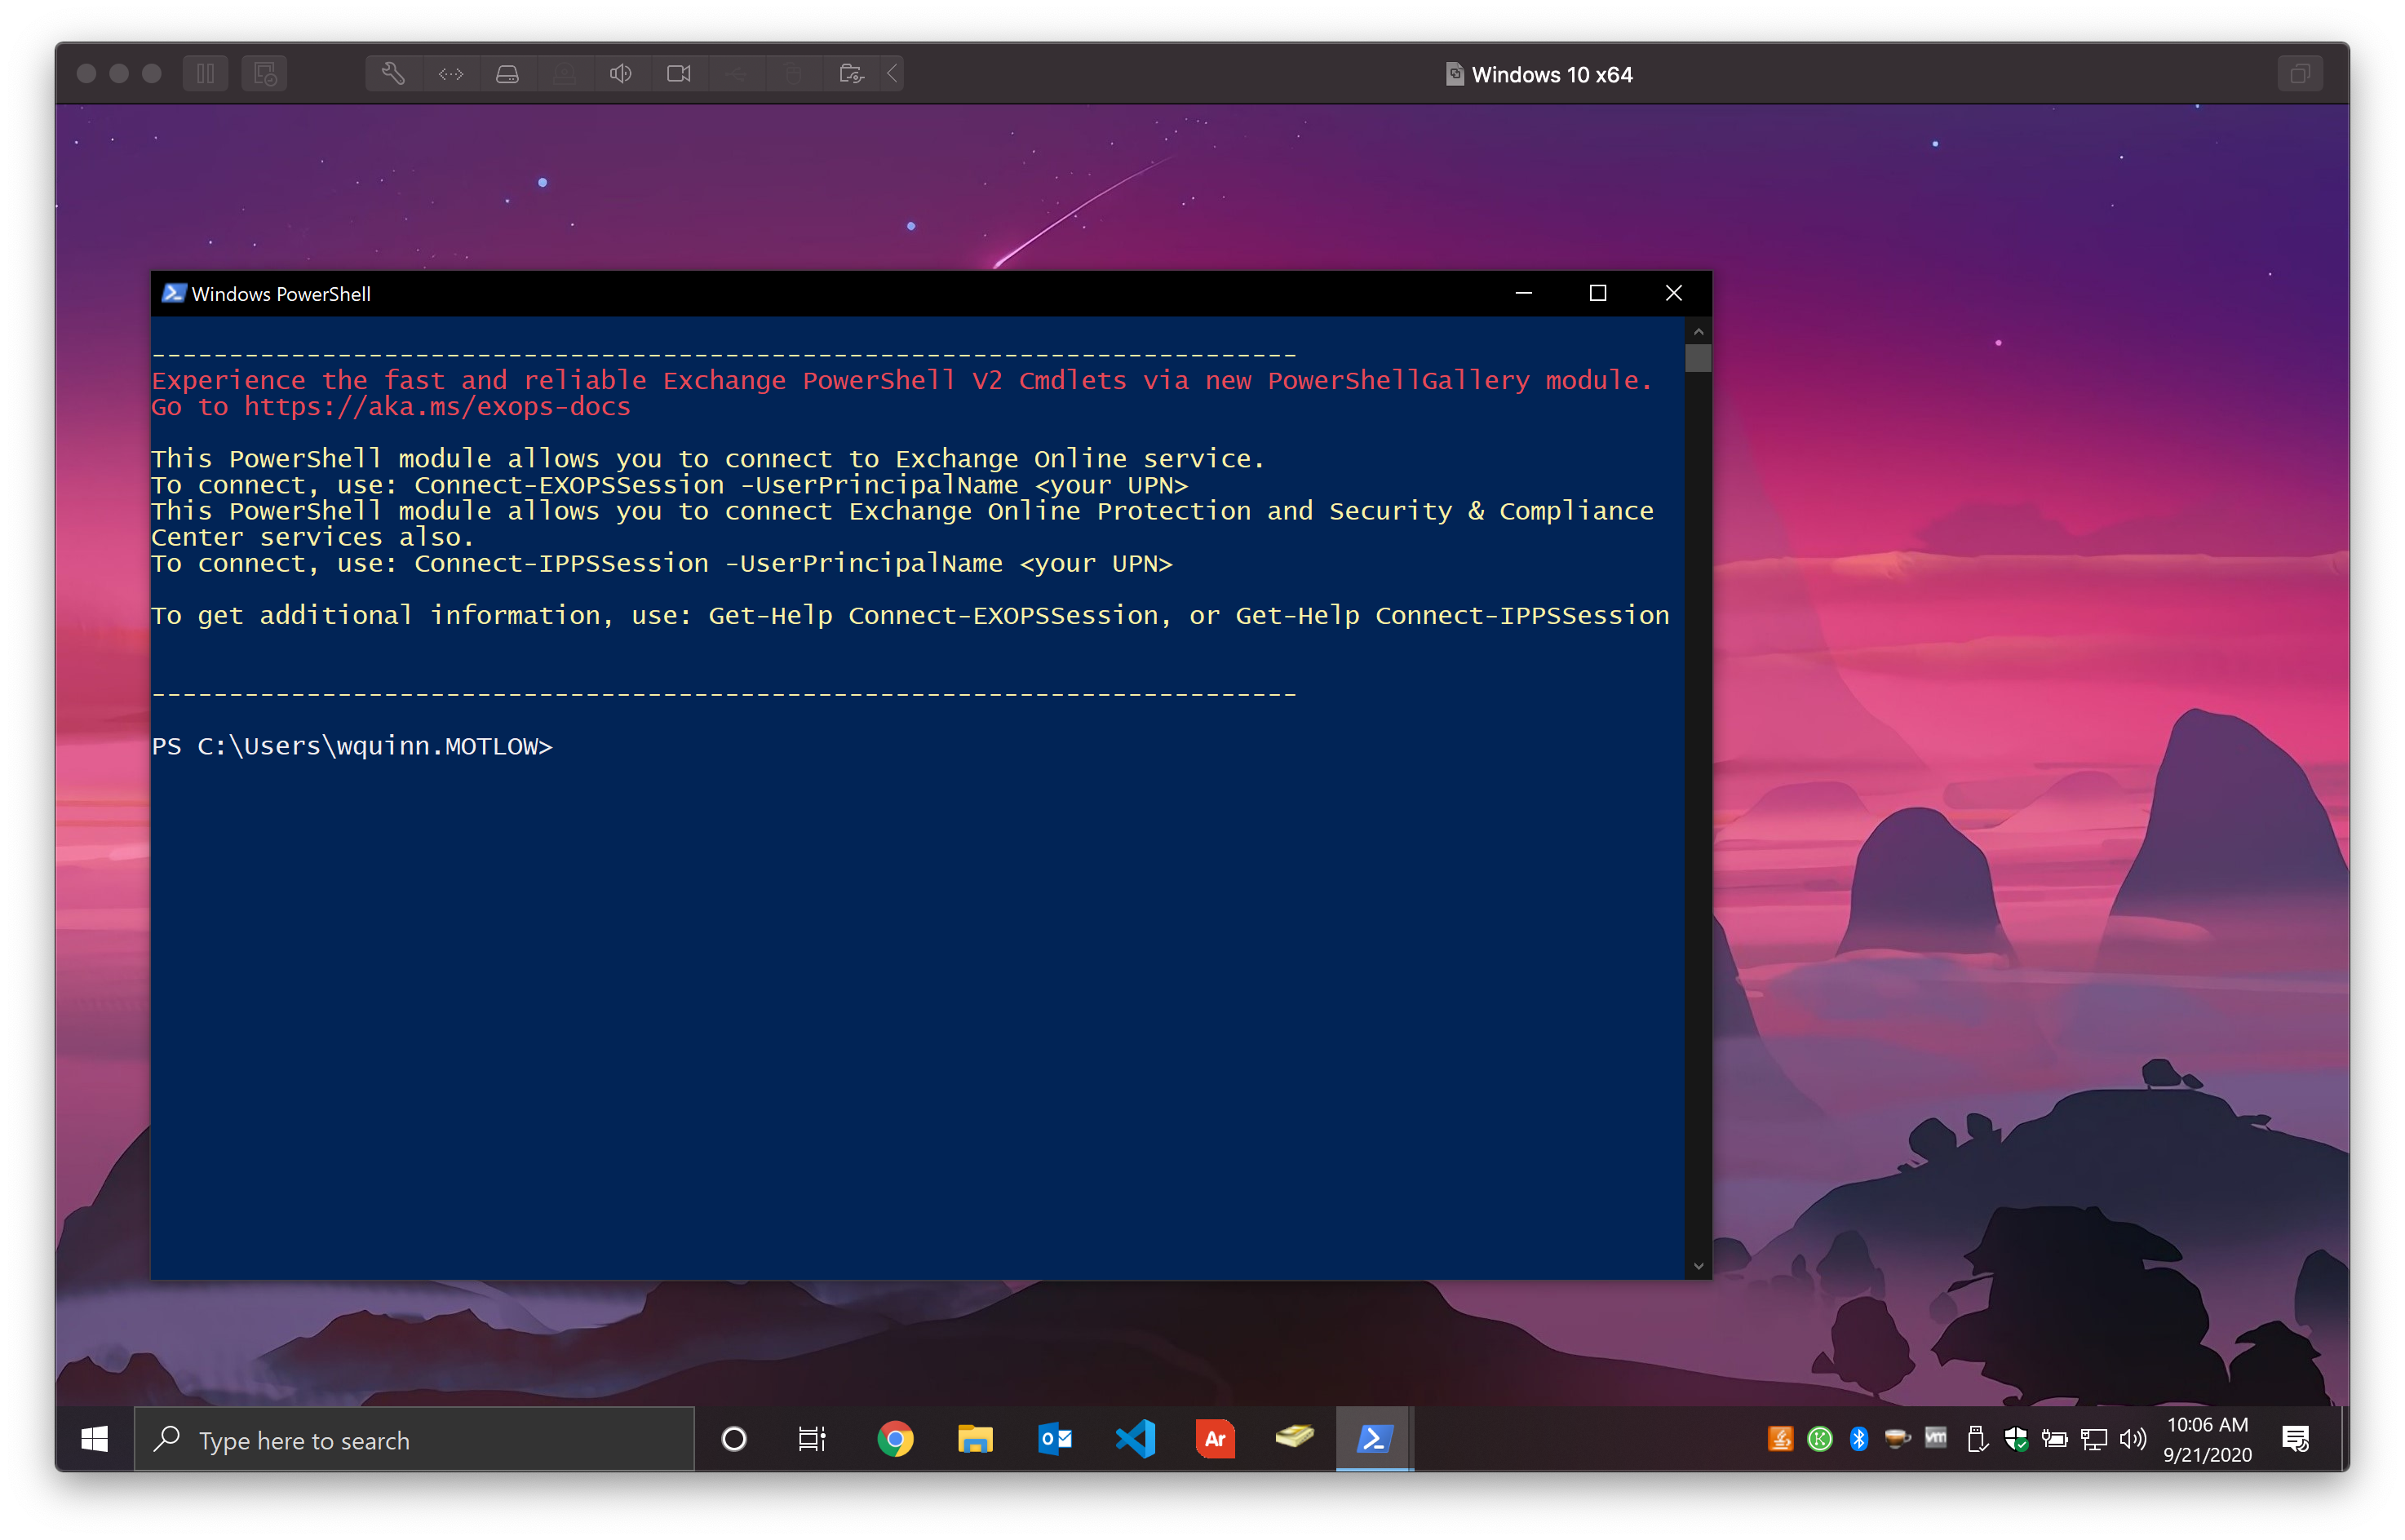 Windows 10 x64
Windows PowerShell
--------------------------------------------------------------------------
Experience the fast and reliable Exchange PowerShell V2 Cmdlets via new PowerShellGallery module.
Go to https://aka.ms/exops-docs
This PowerShell module allows you to connect to Exchange Online service.
To connect, use: Connect-EXOPSSession -UserPrincipalName <your UPN>
This PowerShell module allows you to connect Exchange Online Protection and Security & Compliance
Center services also.
To connect, use: Connect-IPPSSession -UserPrincipalName <your UPN>
To get additional information, use: Get-Help Connect-EXOPSSession, or Get-Help Connect-IPPSSession
--------------------------------------------------------------------------
PS C:\Users\wquinn.MOTLOW>
Type here to search
Ar
vm
10:06 AM
9/21/2020